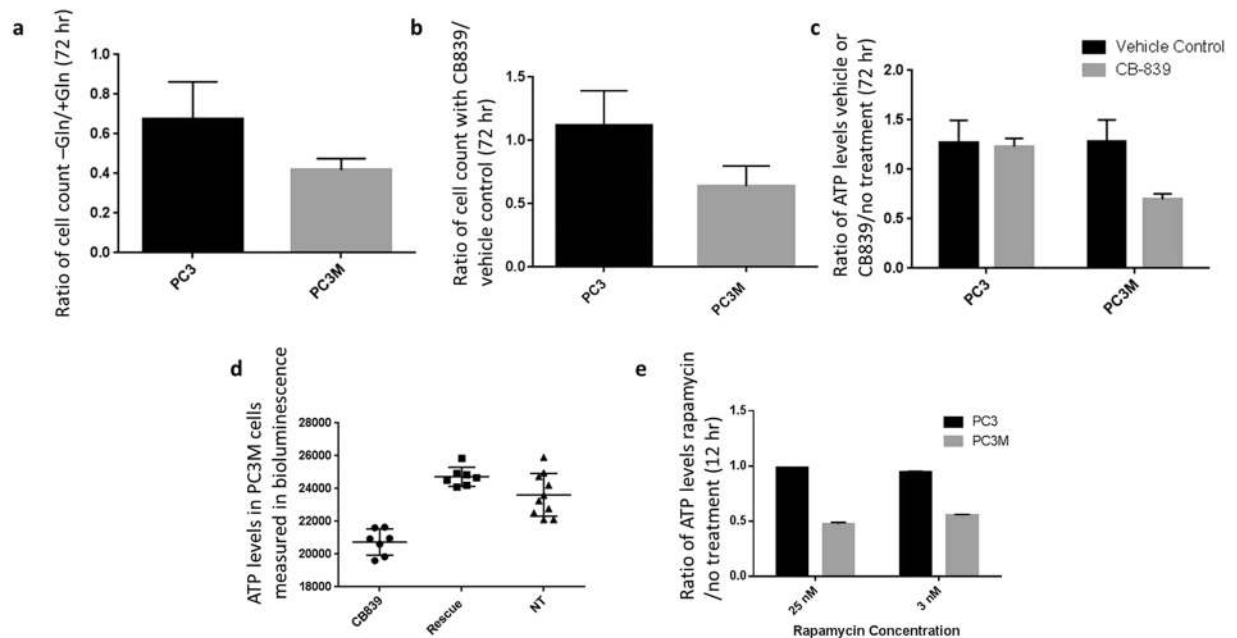 a
Ratio of cell count –Gln/+Gln (72 hr)
1.0
0.8
0.6
0.4
0.2
0.0
PC3
PC3M
b
Ratio of cell count with CB839/
vehicle control (72 hr)
1.5
1.0
0.5
0.0
PC3
PC3M
c
Ratio of ATP levels vehicle or
CB839/no treatment (72 hr)
Vehicle Control
CB-839
2.0
1.5
1.0
0.5
0.0
PC3
PC3M
d
ATP levels in PC3M cells
measured in bioluminescence
28000
26000
24000
22000
20000
18000
CB839
Rescue
NT
e
Ratio of ATP levels rapamycin
/no treatment (12 hr)
PC3
PC3M
1.5
1.0
0.5
0.0
25 nM
3 nM
Rapamycin Concentration